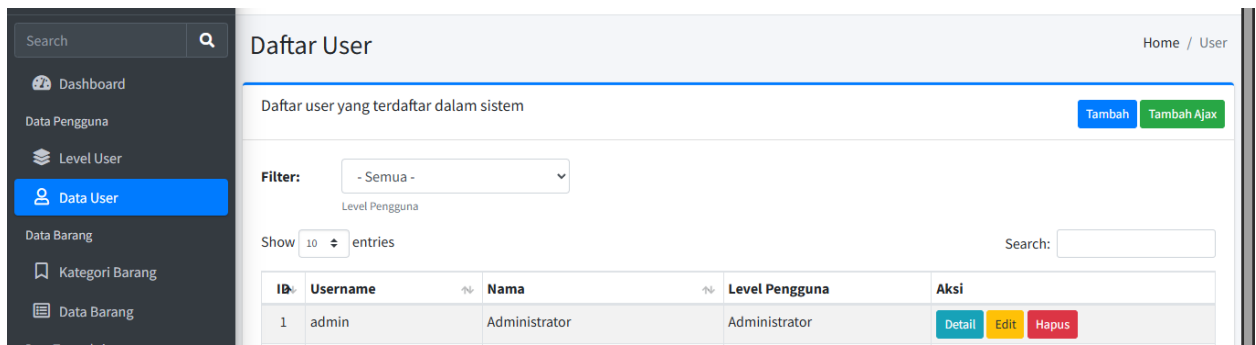 Search
Dashboard
Data Pengguna
Level User
Data User
Data Barang
Kategori Barang
Data Barang
Daftar User
Home / User
Daftar user yang terdaftar dalam sistem
Tambah Tambah Ajax
Filter: - Semua -
Level Pengguna
Show 10 entries
Search:
ID Username Nama Level Pengguna Aksi
1 admin Administrator Administrator Detail Edit Hapus